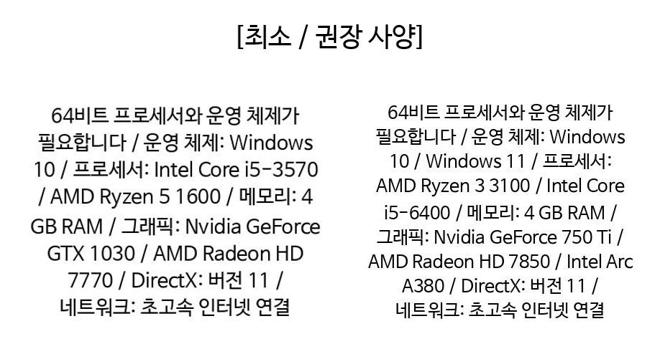 [최소 / 권장 사양]
64비트 프로세서와 운영 체제가
필요합니다 / 운영 체제: Windows
10 / 프로세서: Intel Core i5-3570
/ AMD Ryzen 5 1600 / 메모리: 4
GB RAM / 그래픽: Nvidia GeForce
GTX 1030 / AMD Radeon HD
7770 / DirectX: 버전 11 /
네트워크: 초고속 인터넷 연결
64비트 프로세서와 운영 체제가
필요합니다 / 운영 체제: Windows
10 / Windows 11 / 프로세서:
AMD Ryzen 3 3100 / Intel Core
i5-6400 / 메모리: 4 GB RAM /
그래픽: Nvidia GeForce 750 Ti /
AMD Radeon HD 7850 / Intel Arc
A380 / DirectX: 버전 11 /
네트워크: 초고속 인터넷 연결